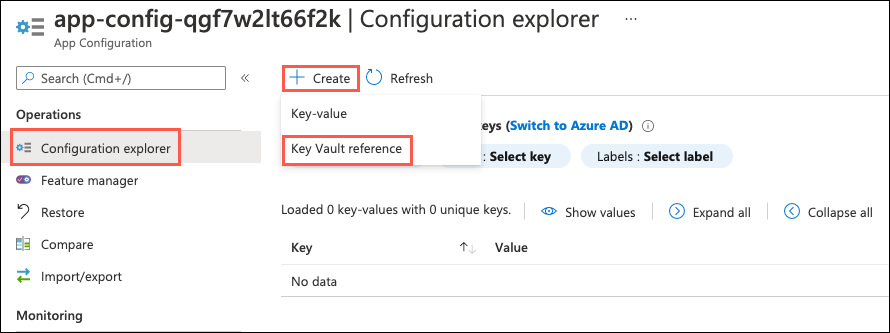 app-config-qgf7w2lt66f2k | Configuration explorer ...
App Configuration
Search (Cmd+/)
«
Create
Refresh
Operations
Configuration explorer
Feature manager
Restore
Compare
Import/export
Monitoring
Key-value
Key Vault reference
eys (Switch to Azure AD)
: Select key
Labels : Select label
Loaded 0 key-values with 0 unique keys.
Show values
Expand all
Collapse all
Key
Value
No data